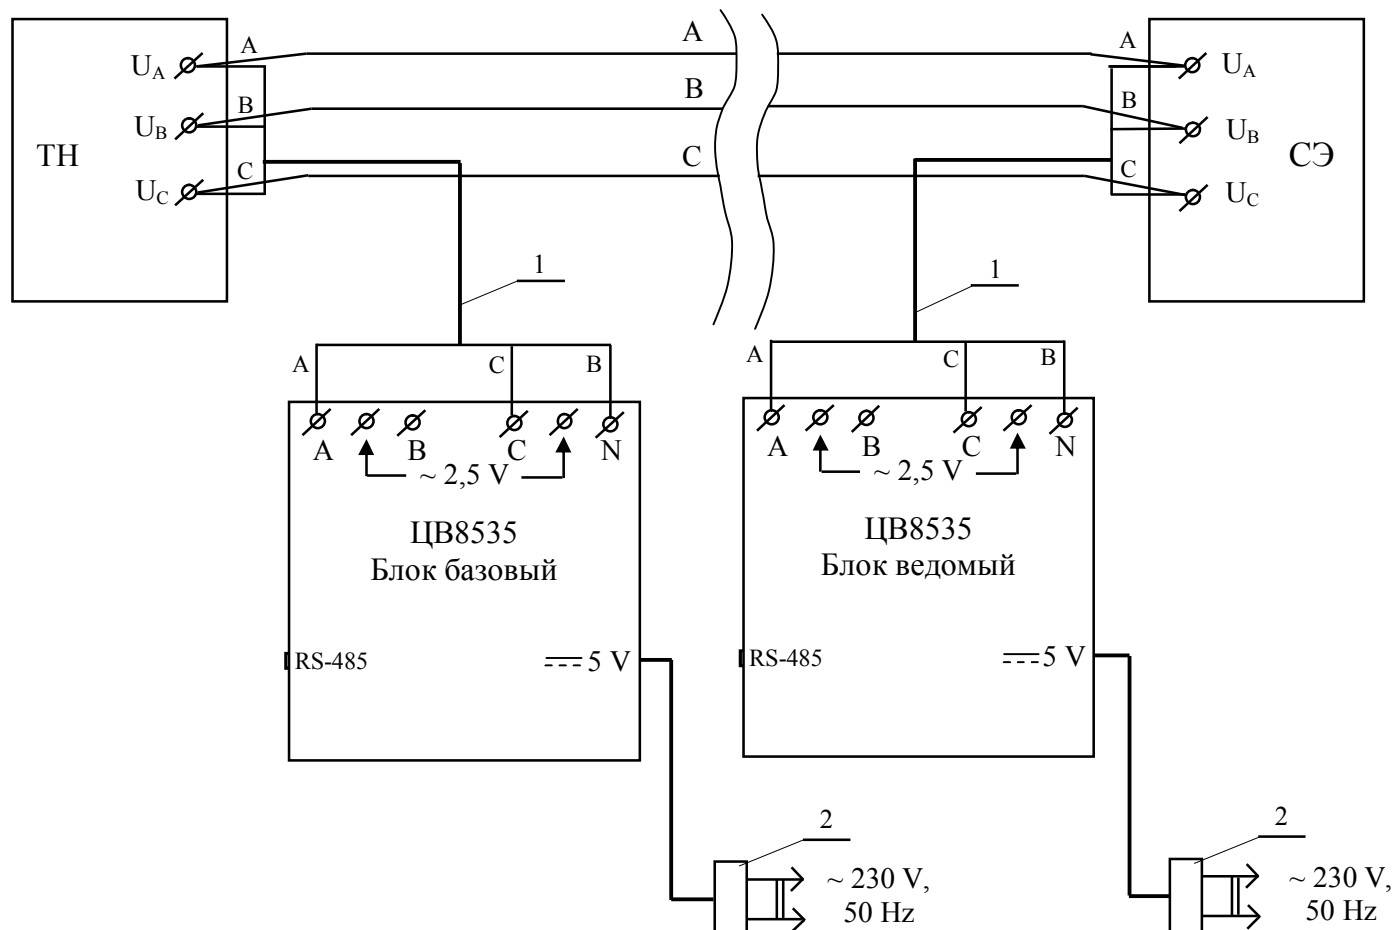 A
A
A
U_A
U_A
B
B
B
U_B
U_B
ТН
СЭ
C
C
C
U_C
U_C
1
1
A
C
B
A
C
B
A
B
C
N
A
B
C
N
~ 2,5 V
~ 2,5 V
ЦВ8535
Блок базовый
ЦВ8535
Блок ведомый
RS-485
5 V
RS-485
5 V
2
~ 230 V,
50 Hz
2
~ 230 V,
50 Hz